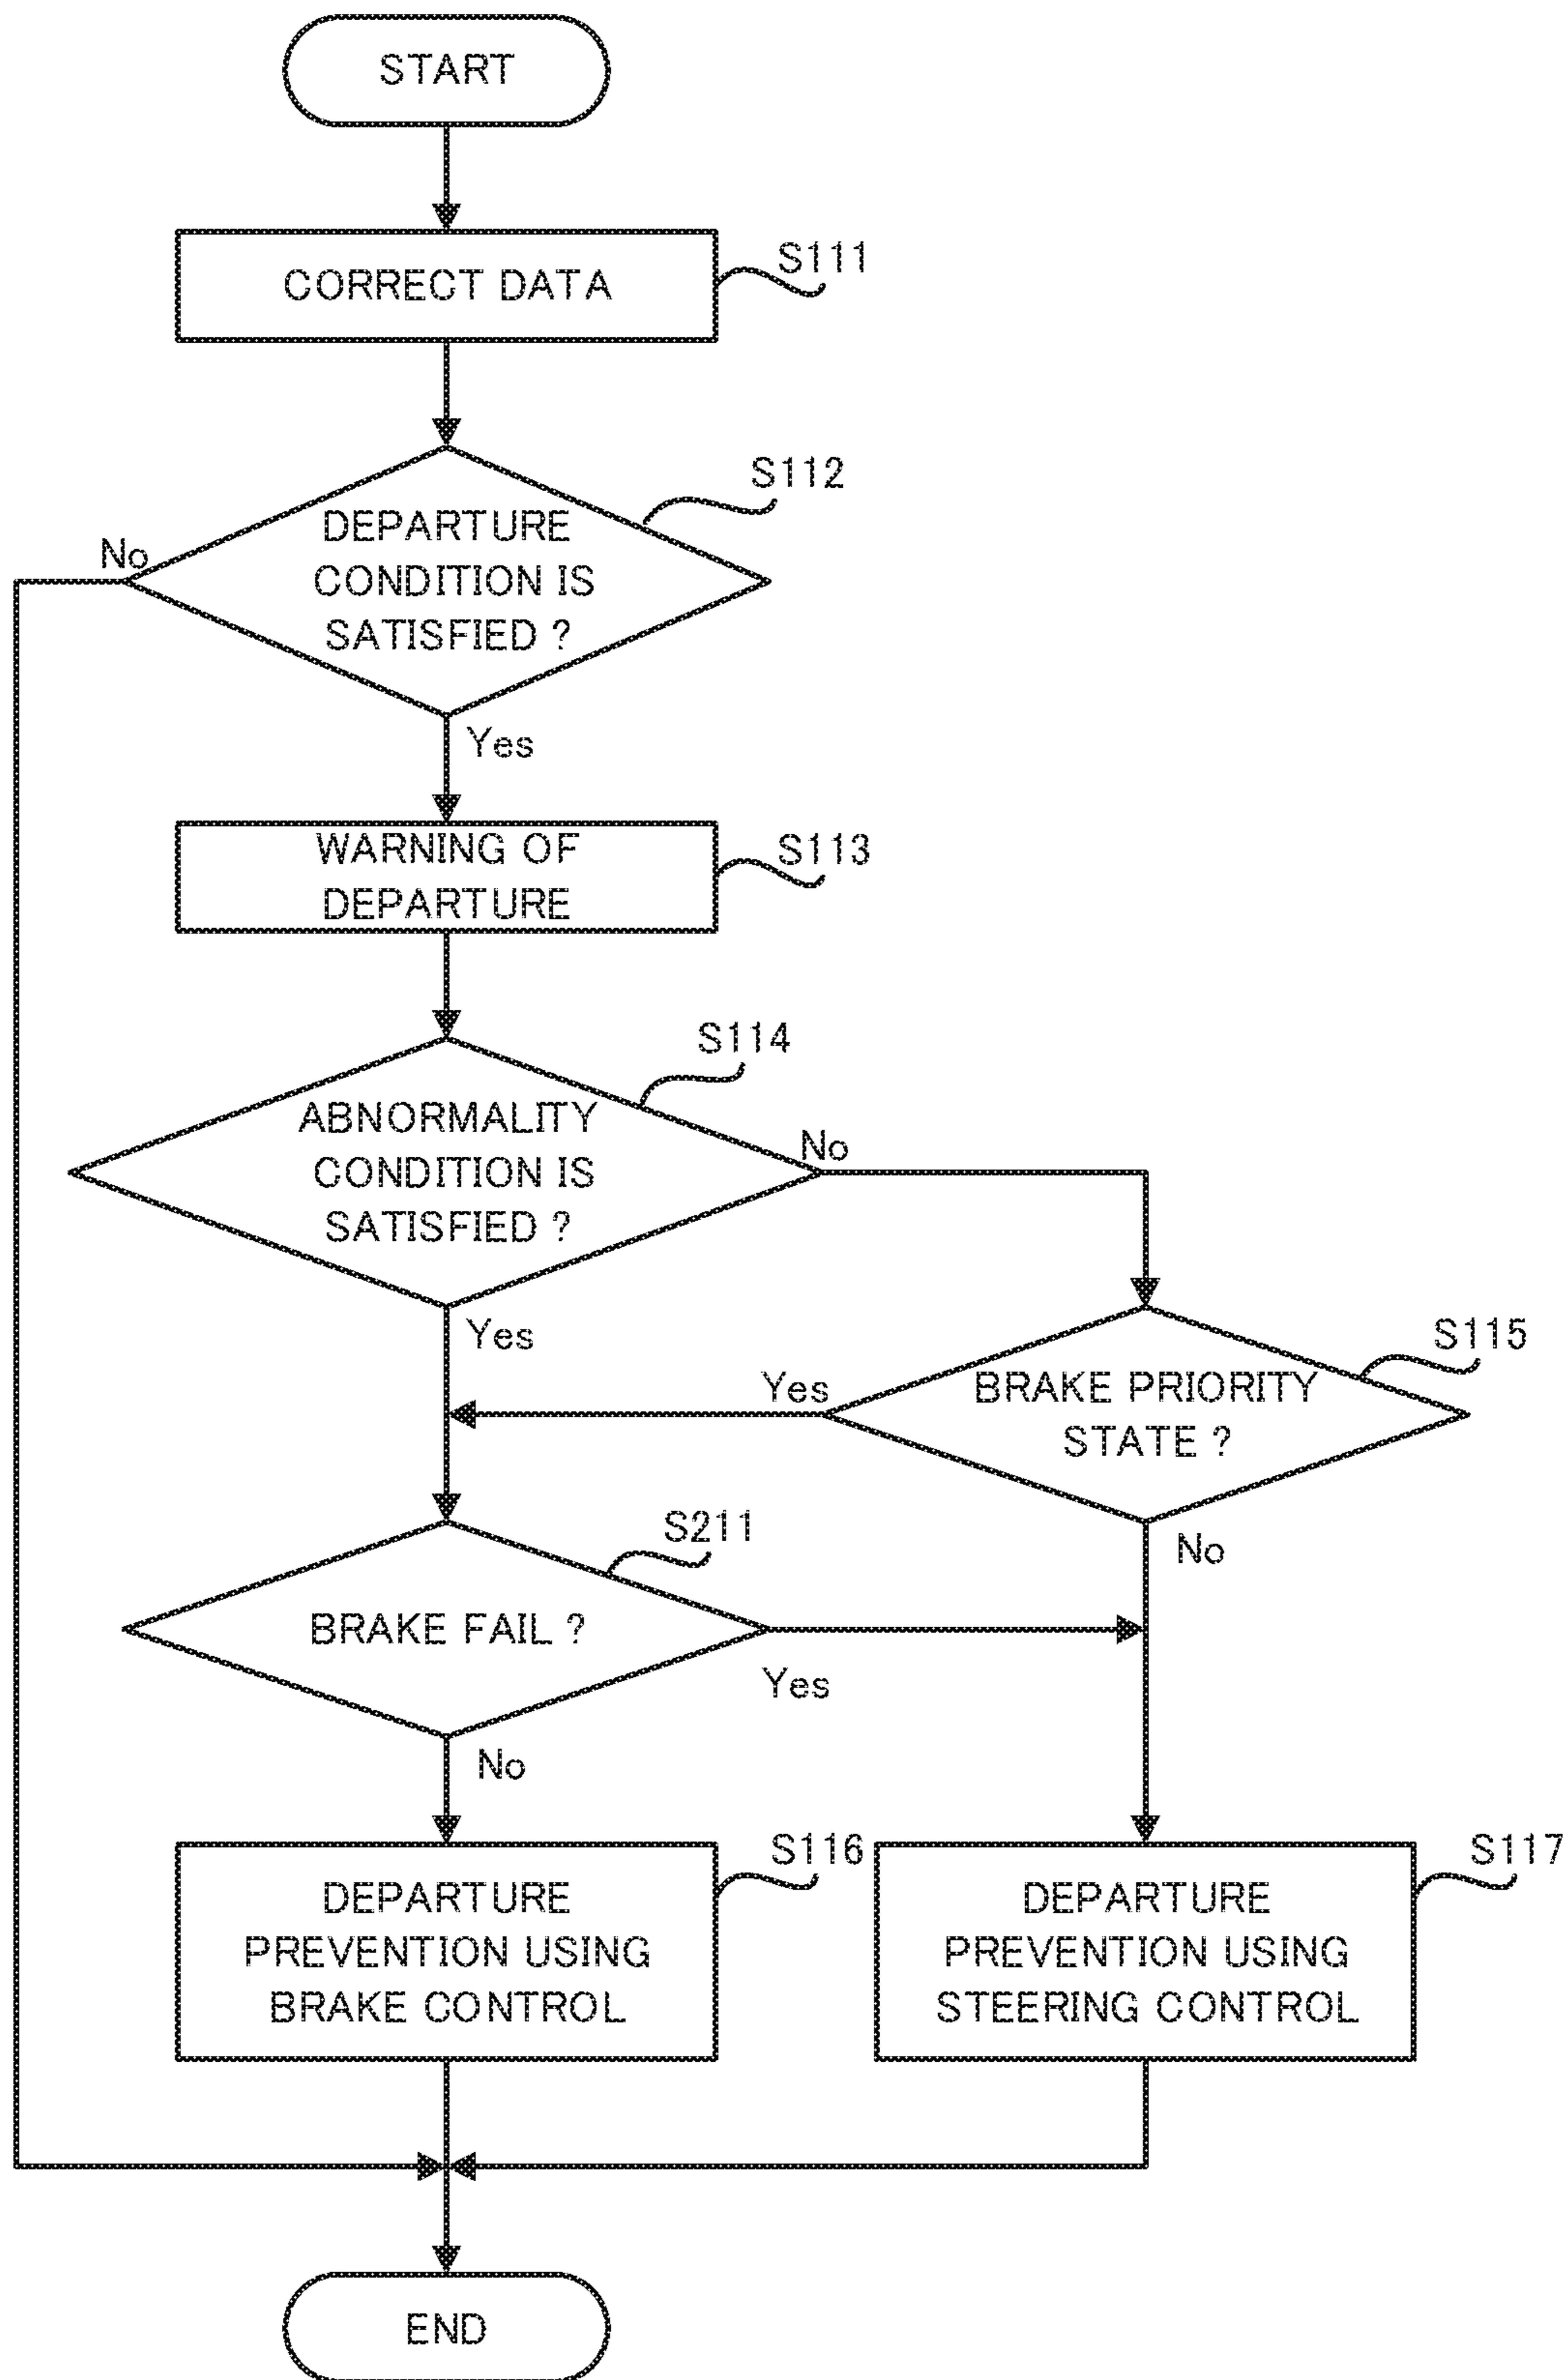 START
CORRECT DATA
S111
S112
DEPARTURE
CONDITION IS
SATISFIED ?
No
Yes
WARNING OF
DEPARTURE
S113
S114
ABNORMALITY
CONDITION IS
SATISFIED ?
No
Yes
S115
BRAKE PRIORITY
STATE ?
Yes
No
S211
BRAKE FAIL ?
Yes
No
S116
DEPARTURE
PREVENTION USING
BRAKE CONTROL
S117
DEPARTURE
PREVENTION USING
STEERING CONTROL
END